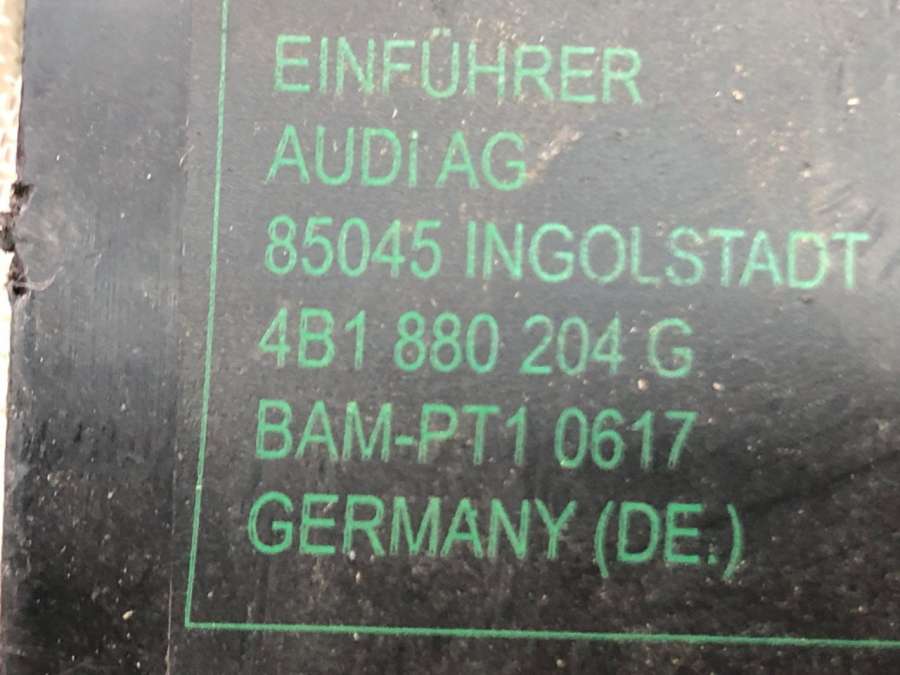 EINFÜHRER
AUDi AG
85045 INGOLSTADT
4B1 880 204 G
BAM-PT1 0617
GERMANY (DE.)